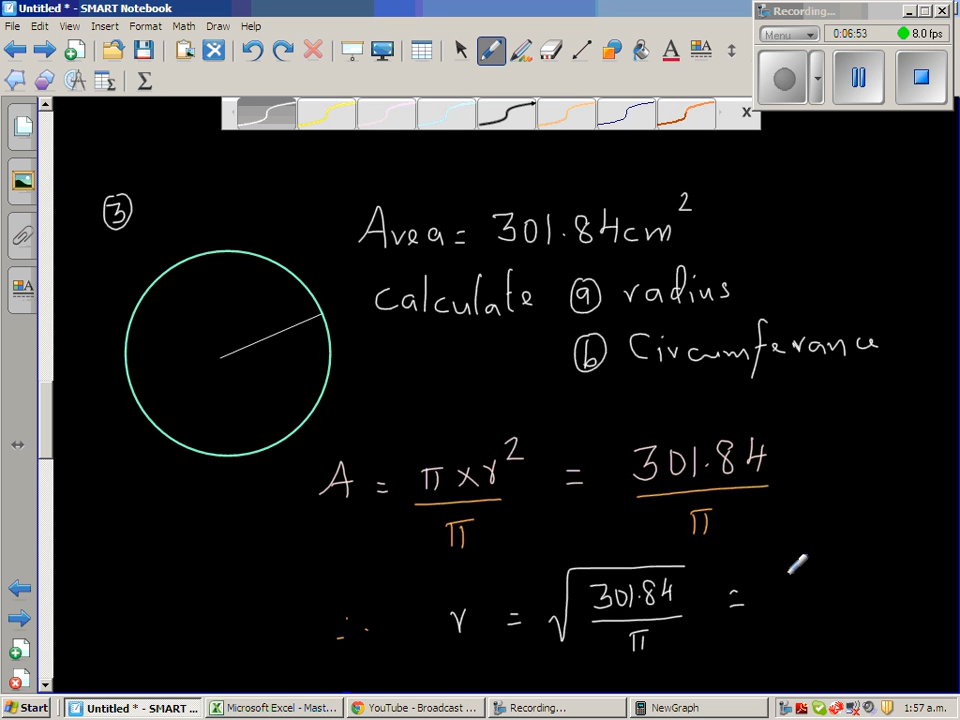 Untitled * - SMART Notebook
File Edit View Insert Format Math Draw Help
Recording...
Menu 0:06:53 8.0 fps
X
3
Area = 301.84cm²
Calculate a radius
b Circumferance
A = π × r² / π = 301.84 / π
∴ r = √(301.84 / π) =
Start Untitled * - SMART ... Microsoft Excel - Mast... YouTube - Broadcast ... Recording... NewGraph 1:57 a.m.